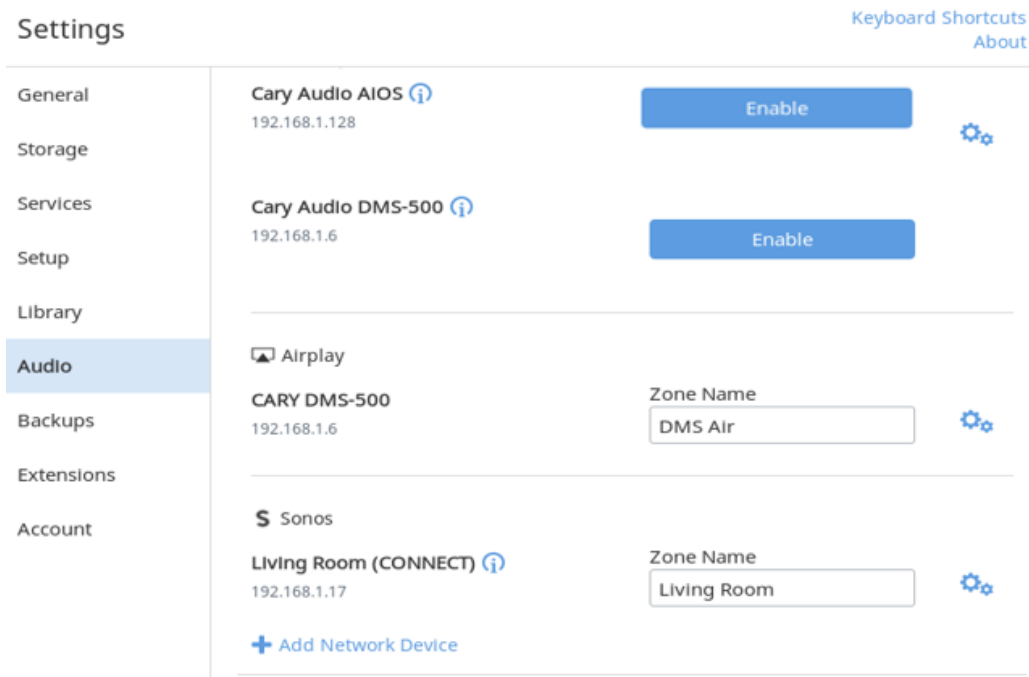 Settings
Keyboard Shortcuts
About
General
Storage
Services
Setup
Library
Audio
Backups
Extensions
Account
Cary Audio AIOS
192.168.1.128
Enable
Cary Audio DMS-500
192.168.1.6
Enable
Airplay
CARY DMS-500
192.168.1.6
Zone Name
DMS Air
Sonos
Living Room (CONNECT)
192.168.1.17
Zone Name
Living Room
Add Network Device